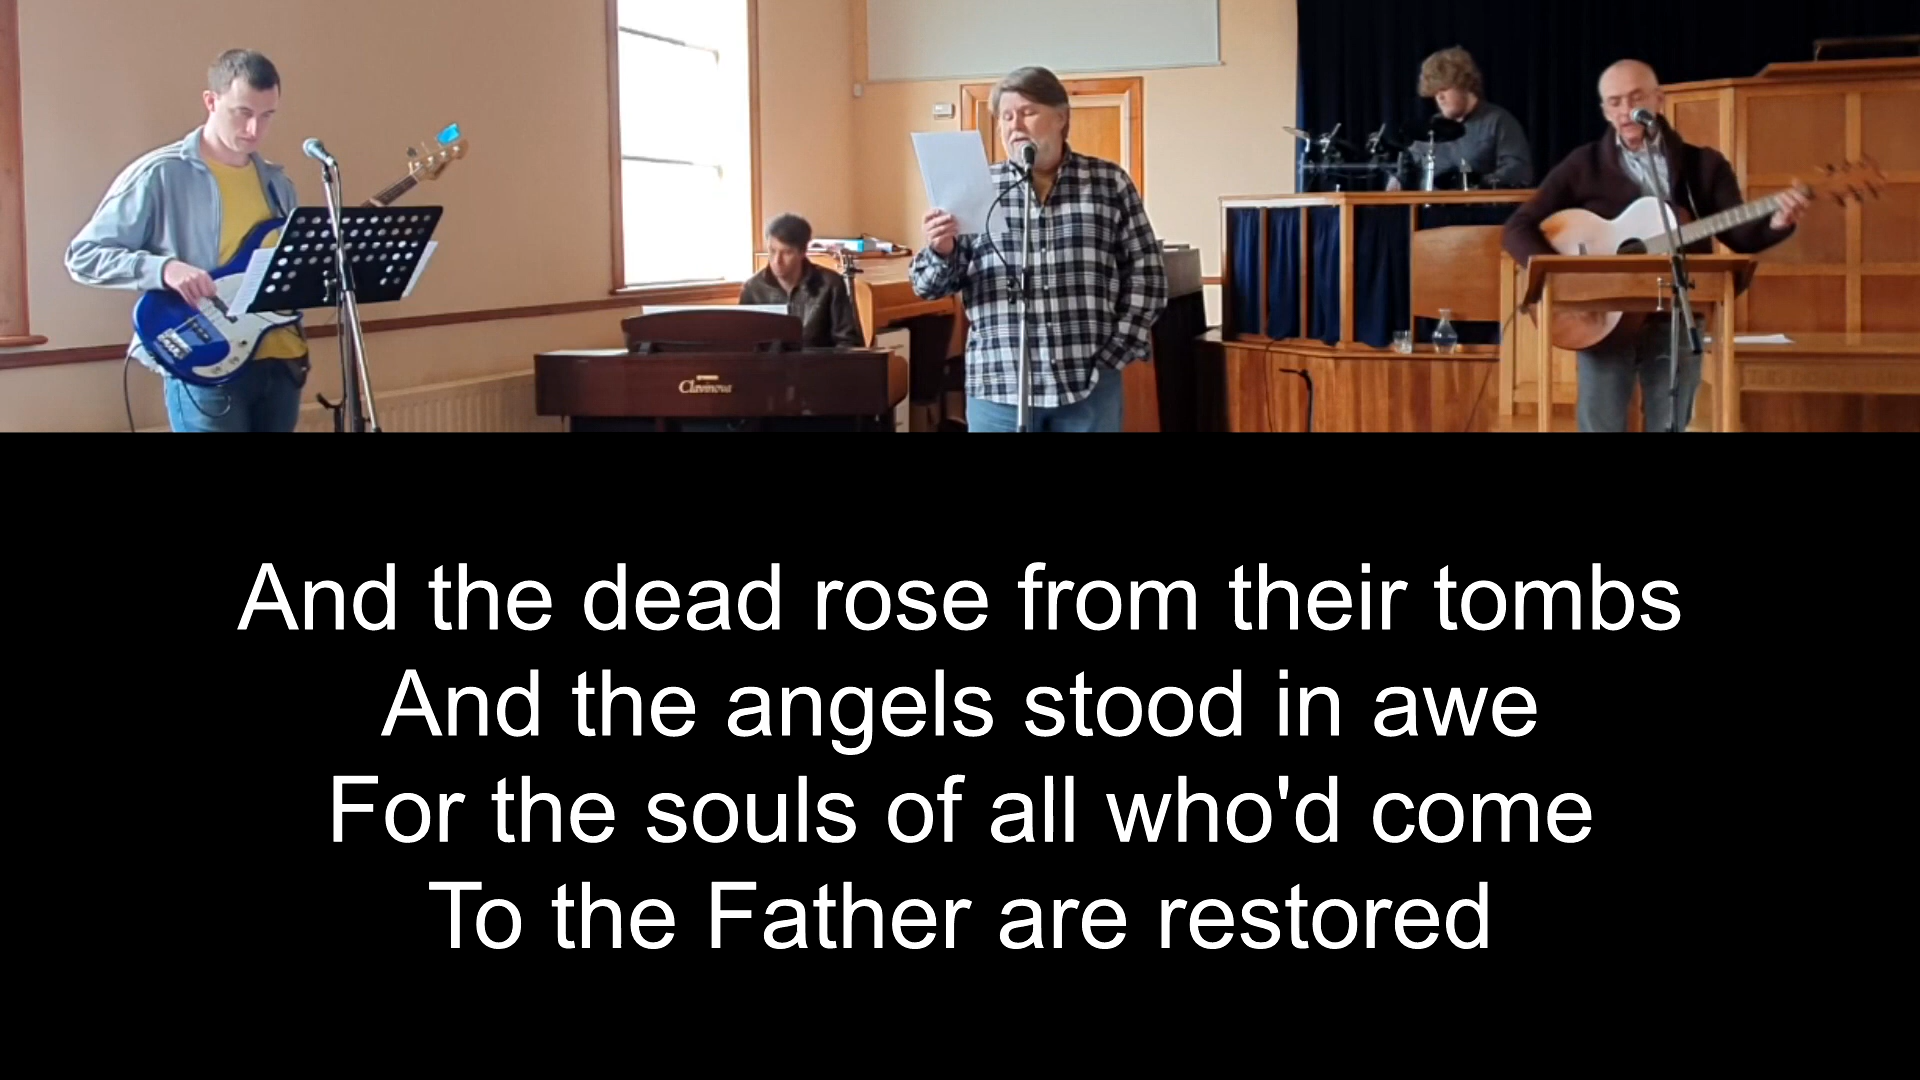 Clavinova
And the dead rose from their tombs
And the angels stood in awe
For the souls of all who'd come
To the Father are restored